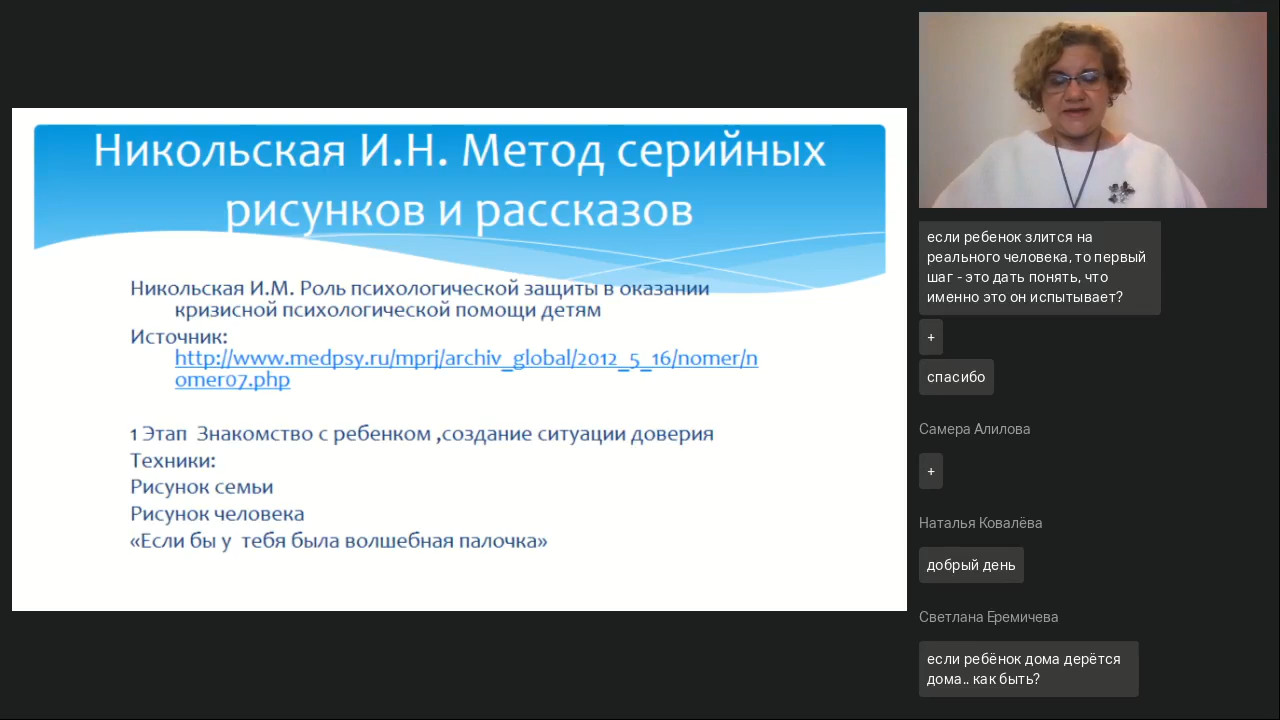 Никольская И.Н. Метод серийных
рисунков и рассказов
Никольская И.М. Роль психологической защиты в оказании
кризисной психологической помощи детям
Источник:
http://www.medpsy.ru/mprj/archiv_global/2012_5_16/nomer/n
omer07.php
1 Этап Знакомство с ребенком ,создание ситуации доверия
Техники:
Рисунок семьи
Рисунок человека
«Если бы у тебя была волшебная палочка»
если ребенок злится на
реального человека, то первый
шаг - это дать понять, что
именно это он испытывает?
+
спасибо
Самера Алилова
+
Наталья Ковалёва
добрый день
Светлана Еремичева
если ребёнок дома дерётся
дома.. как быть?